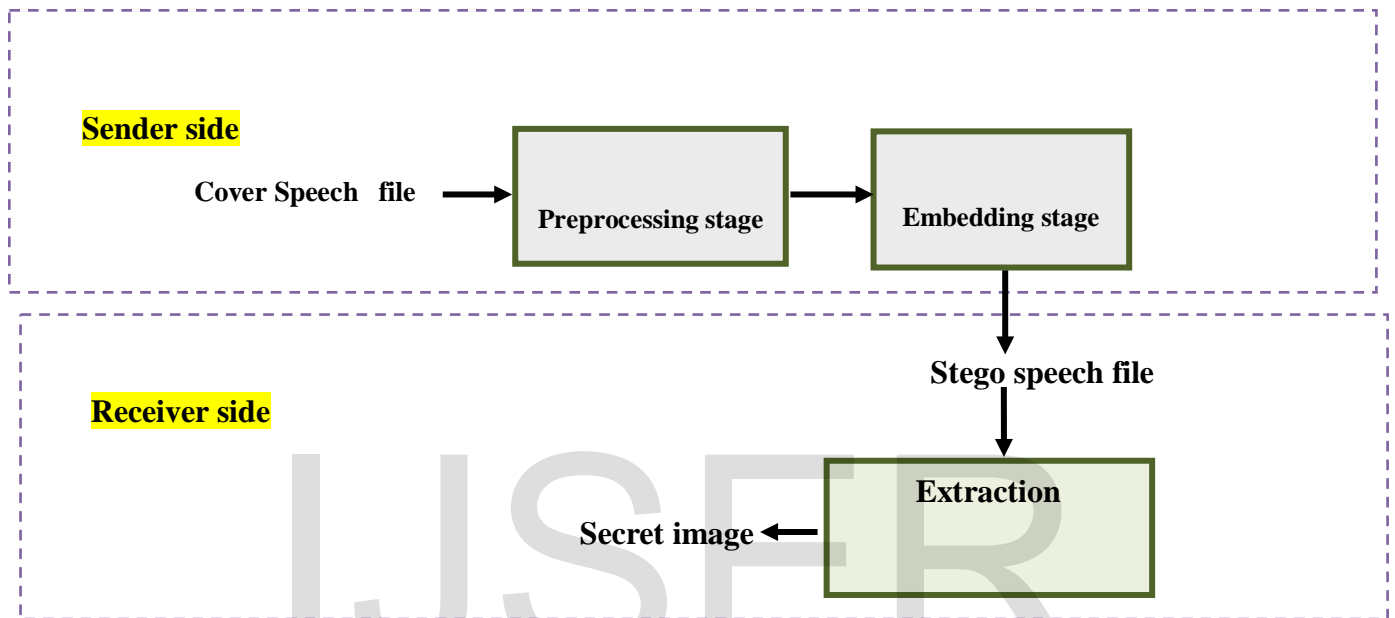 Sender side
Cover Speech file
Preprocessing stage
Embedding stage
Stego speech file
Receiver side
Extraction
Secret image
IJSER